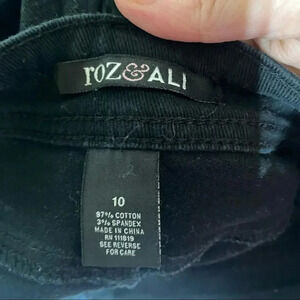 roz&ALI
10
97% COTTON
3% SPANDEX
MADE IN CHINA
RN 111819
SEE REVERSE
FOR CARE